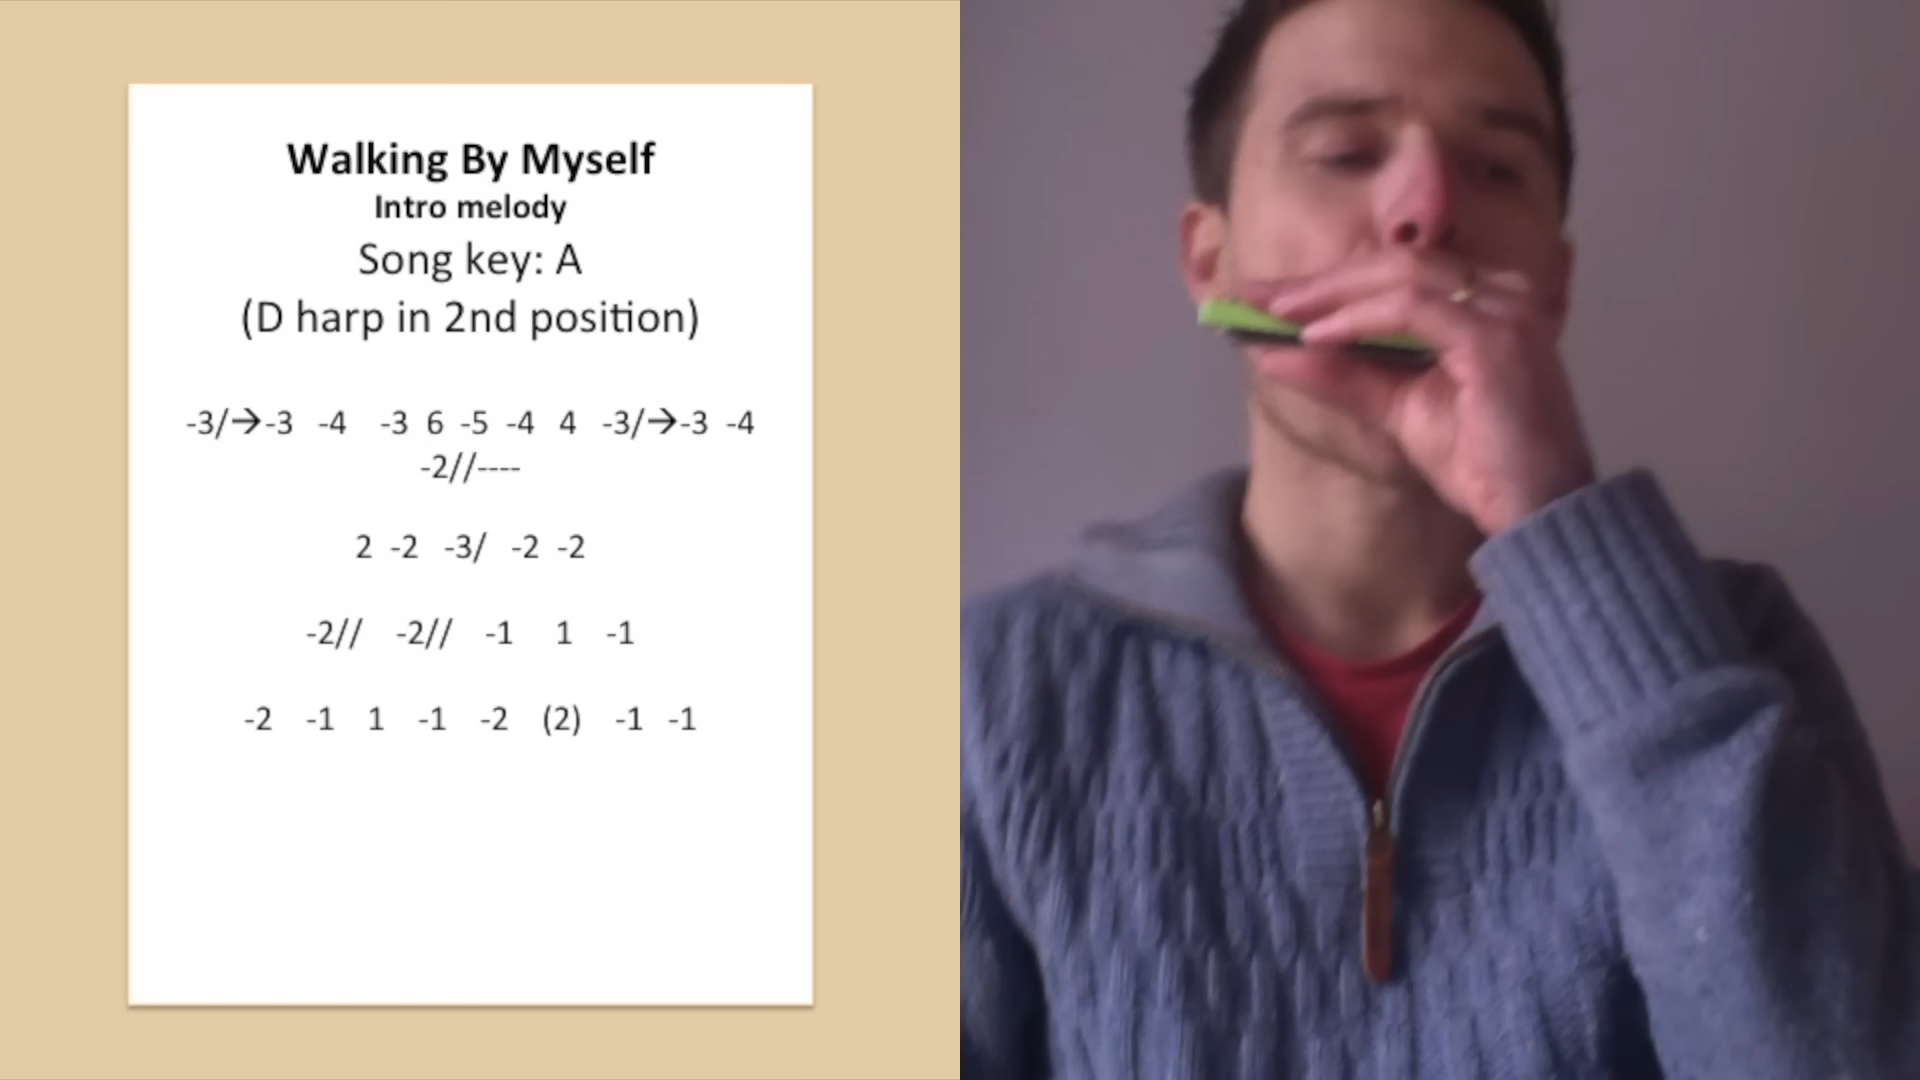 Walking By Myself
Intro melody
Song key: A
(D harp in 2nd position)
-3/→-3 -4 -3 6 -5 -4 4 -3/→-3 -4
-2//----
2 -2 -3/ -2 -2
-2// -2// -1 1 -1
-2 -1 1 -1 -2 (2) -1 -1